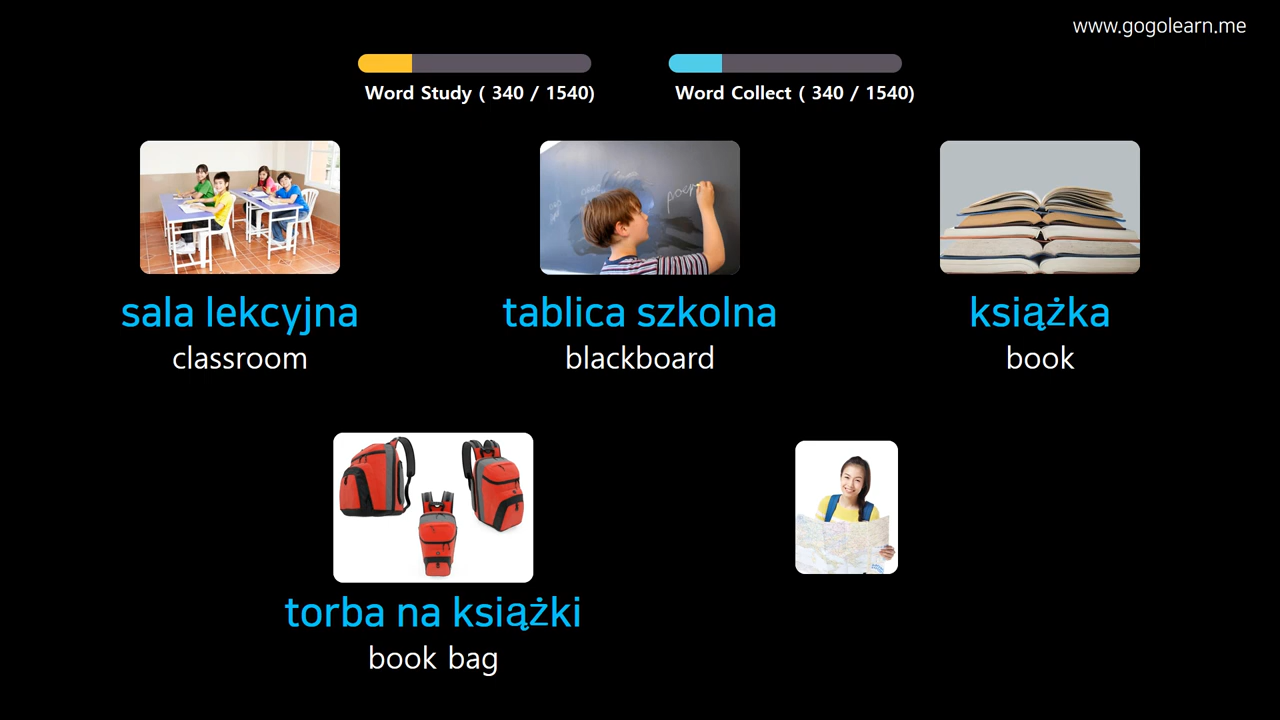 www.gogolearn.me
Word Study ( 340 / 1540)
Word Collect ( 340 / 1540)
sala lekcyjna
classroom
tablica szkolna
blackboard
książka
book
torba na książki
book bag